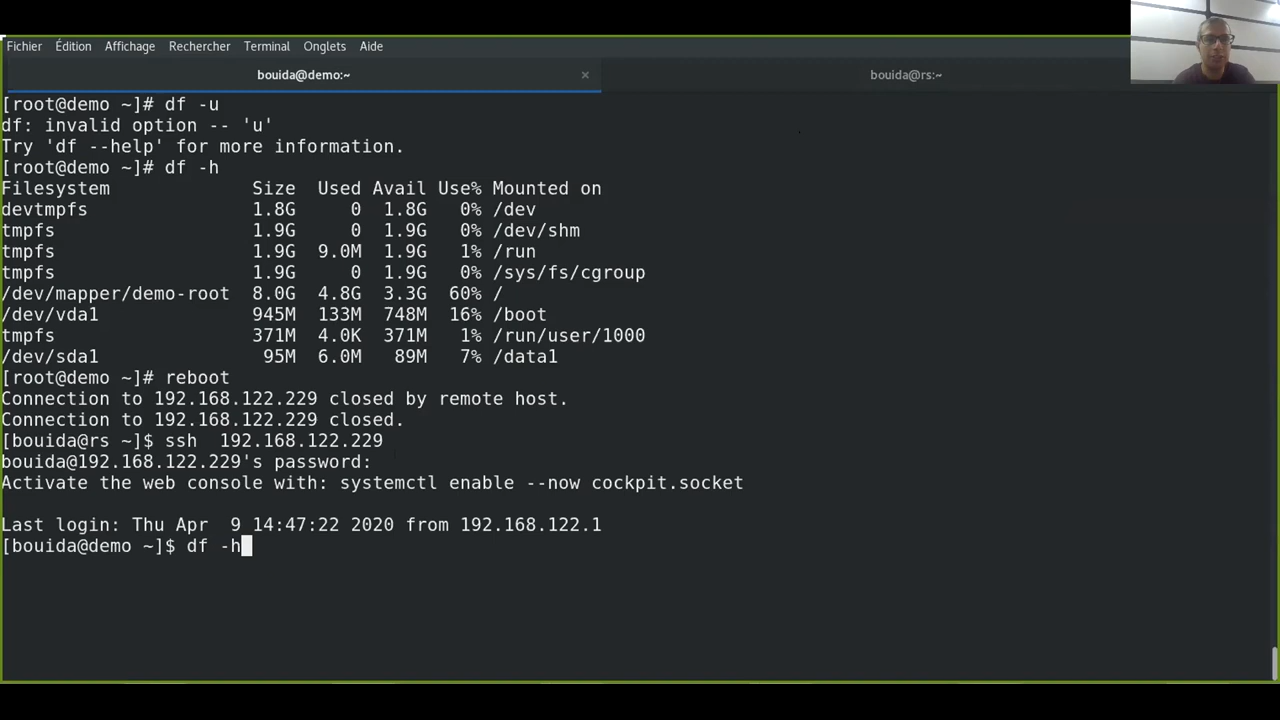 Fichier Édition Affichage Rechercher Terminal Onglets Aide
bouida@demo:~ × bouida@rs:~
[root@demo ~]# df -u
df: invalid option -- 'u'
Try 'df --help' for more information.
[root@demo ~]# df -h
Filesystem Size Used Avail Use% Mounted on
devtmpfs 1.8G 0 1.8G 0% /dev
tmpfs 1.9G 0 1.9G 0% /dev/shm
tmpfs 1.9G 9.0M 1.9G 1% /run
tmpfs 1.9G 0 1.9G 0% /sys/fs/cgroup
/dev/mapper/demo-root 8.0G 4.8G 3.3G 60% /
/dev/vda1 945M 133M 748M 16% /boot
tmpfs 371M 4.0K 371M 1% /run/user/1000
/dev/sda1 95M 6.0M 89M 7% /data1
[root@demo ~]# reboot
Connection to 192.168.122.229 closed by remote host.
Connection to 192.168.122.229 closed.
[bouida@rs ~]$ ssh  192.168.122.229
bouida@192.168.122.229's password:
Activate the web console with: systemctl enable --now cockpit.socket
Last login: Thu Apr  9 14:47:22 2020 from 192.168.122.1
[bouida@demo ~]$ df -h